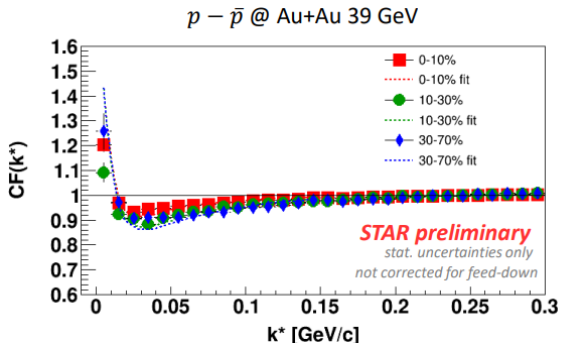 p − p̄ @ Au+Au 39 GeV
CF(k*)
1.6
1.5
1.4
1.3
1.2
1.1
1
0.9
0.8
0.7
0.6
0-10%
0-10% fit
10-30%
10-30% fit
30-70%
30-70% fit
STAR preliminary
stat. uncertainties only
not corrected for feed-down
0 0.05 0.1 0.15 0.2 0.25 0.3
k* [GeV/c]